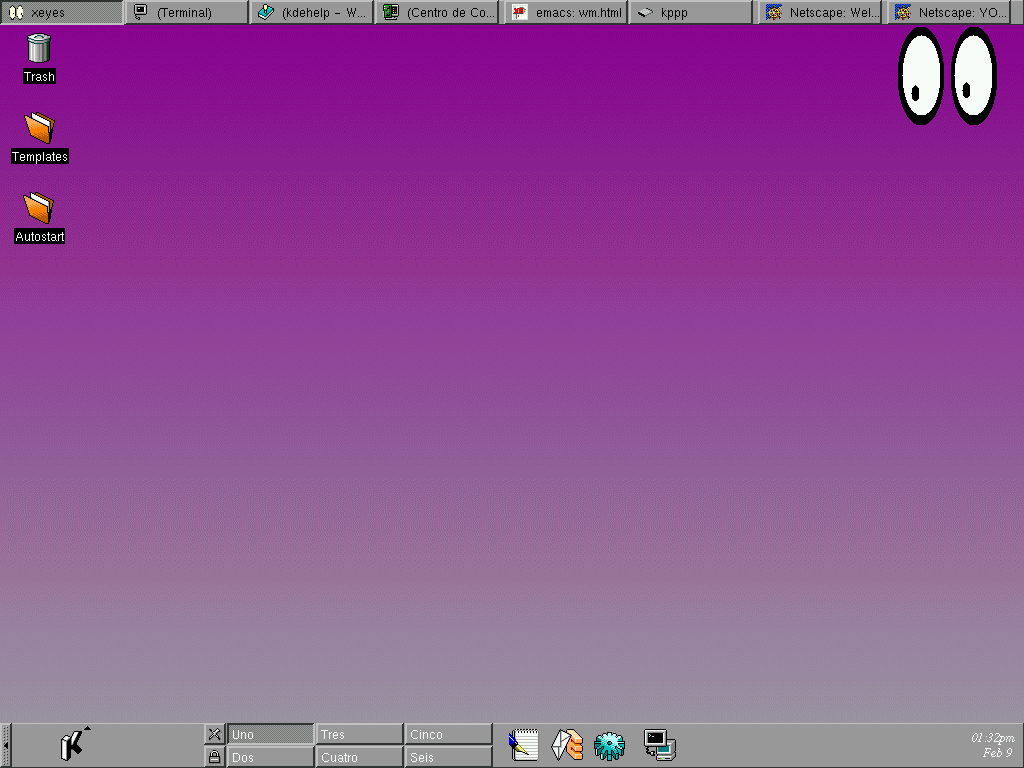 xeyes
(Terminal)
(kdehelp - W...
(Centro de Co...
emacs: wm.html
kppp
Netscape: Wel...
Netscape: YO...
Trash
Templates
Autostart
K
Uno
Tres
Cinco
Dos
Cuatro
Seis
01:32pm
Feb 9